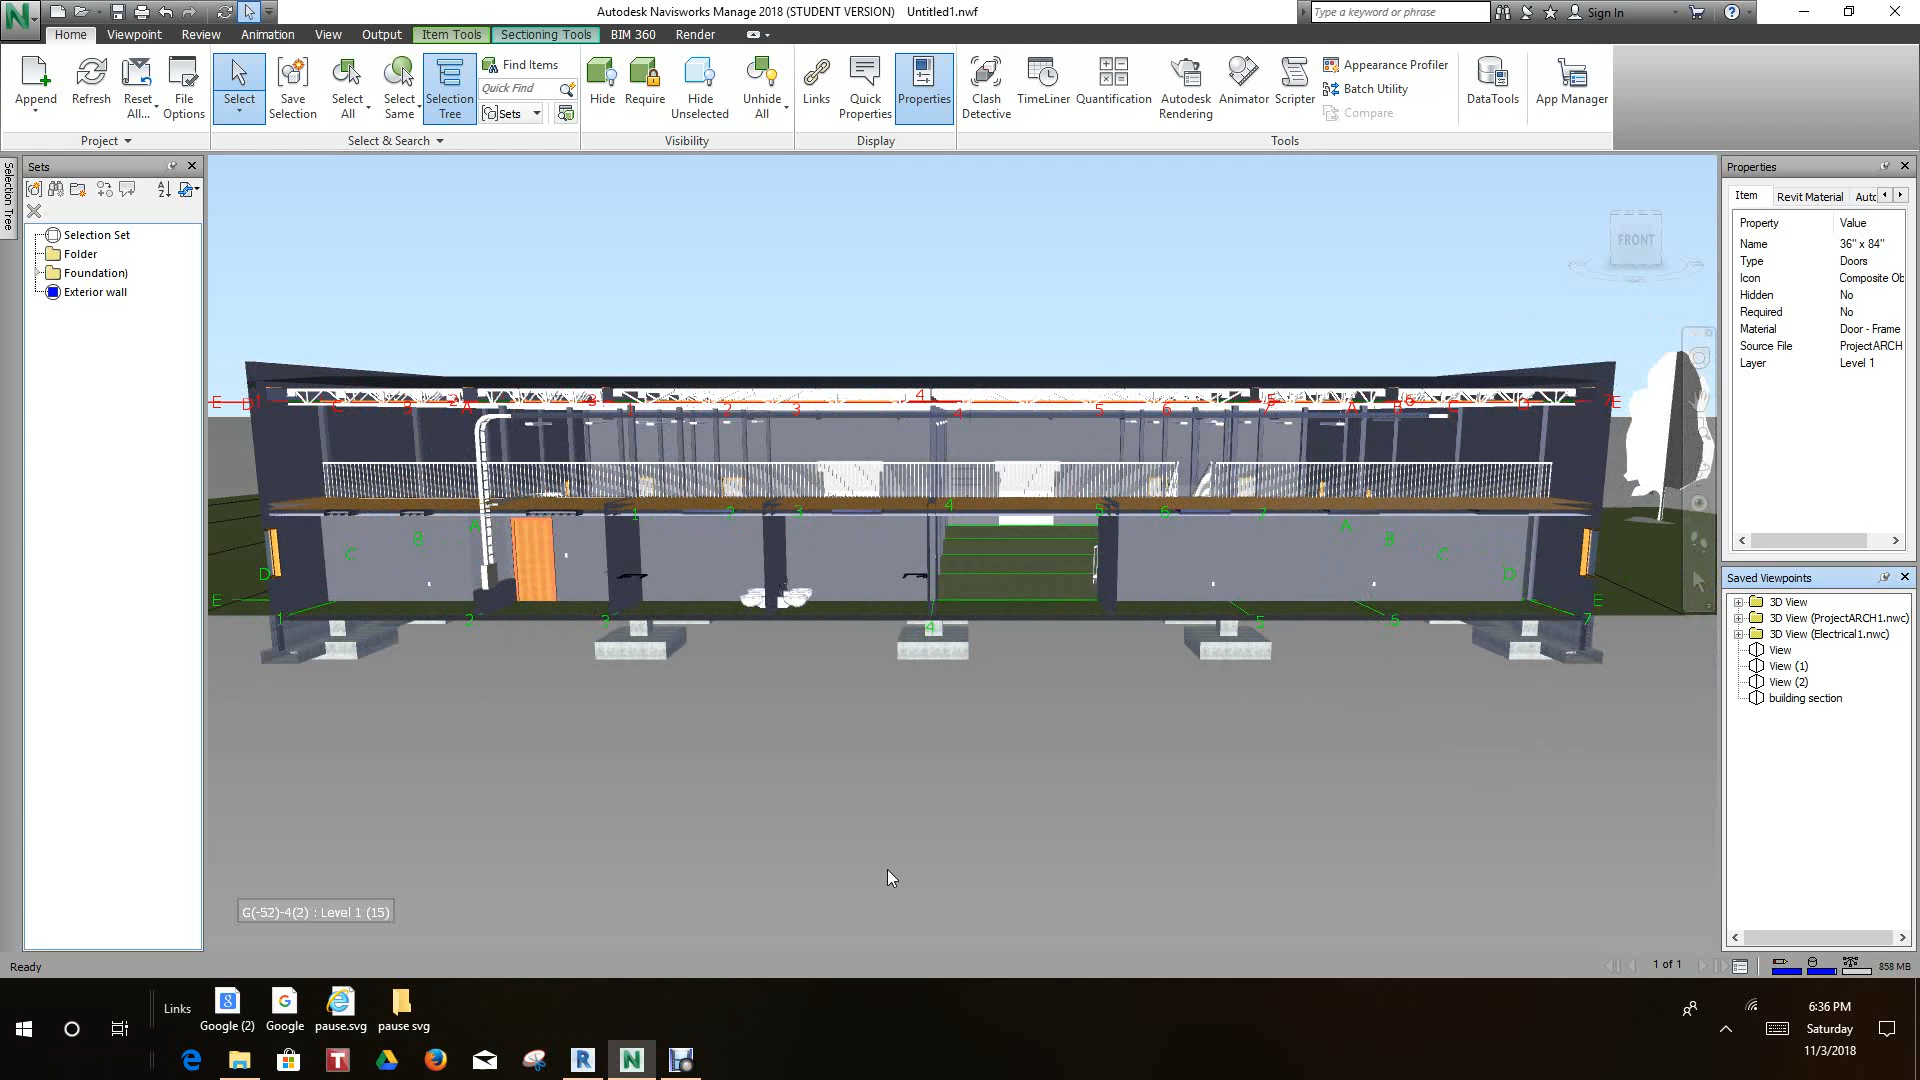 Autodesk Navisworks Manage 2018 (STUDENT VERSION) Untitled1.nwf
Type a keyword or phrase
Sign In
Home Viewpoint Review Animation View Output Item Tools Sectioning Tools BIM 360 Render
Append
Refresh
Reset All...
File Options
Select
Save Selection
Select All
Select Same
Selection Tree
Find Items
Quick Find
Sets
Hide
Require
Hide Unselected
Unhide All
Links
Quick Properties
Properties
Clash Detective
TimeLiner
Quantification
Autodesk Rendering
Animator
Scripter
Appearance Profiler
Batch Utility
Compare
DataTools
App Manager
Project Select & Search Visibility Display Tools
Selection Tree
Sets
Selection Set
Folder
Foundation)
Exterior wall
FRONT
G(-52)-4(2) : Level 1 (15)
Properties
Item Revit Material Autc
Property Value
Name 36" x 84"
Type Doors
Icon Composite Ob
Hidden No
Required No
Material Door - Frame
Source File ProjectARCH
Layer Level 1
Saved Viewpoints
3D View
3D View (ProjectARCH1.nwc)
3D View (Electrical1.nwc)
View
View (1)
View (2)
building section
Ready
1 of 1
858 MB
Links
Google (2)
Google
pause.svg
pause svg
6:36 PM
Saturday
11/3/2018